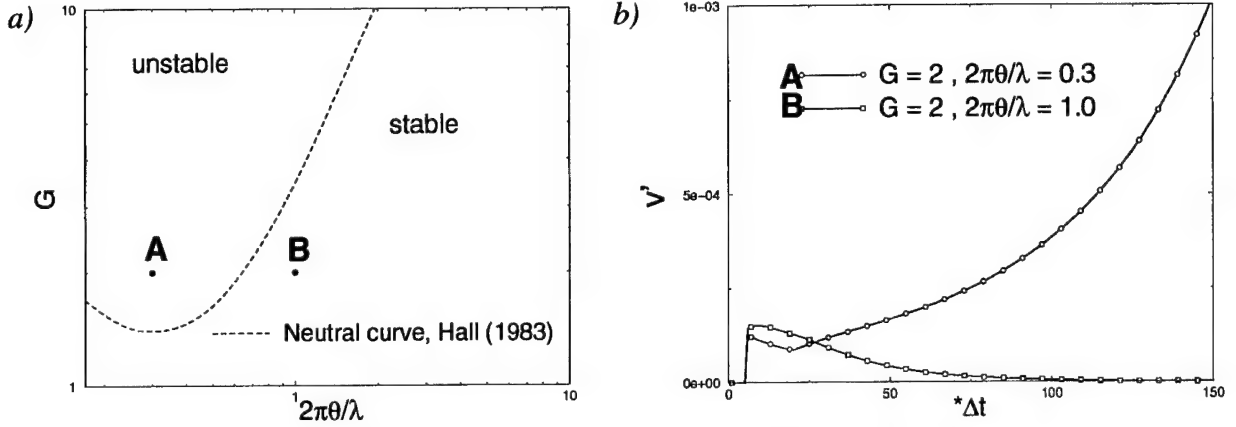 a)
10
unstable
stable
G
A
B
Neutral curve, Hall (1983)
1
1
10
2πθ/λ
b)
1e-03
A G = 2 , 2πθ/λ = 0.3
B G = 2 , 2πθ/λ = 1.0
5e-04
V'
0e+00
0
50
100
150
*Δt